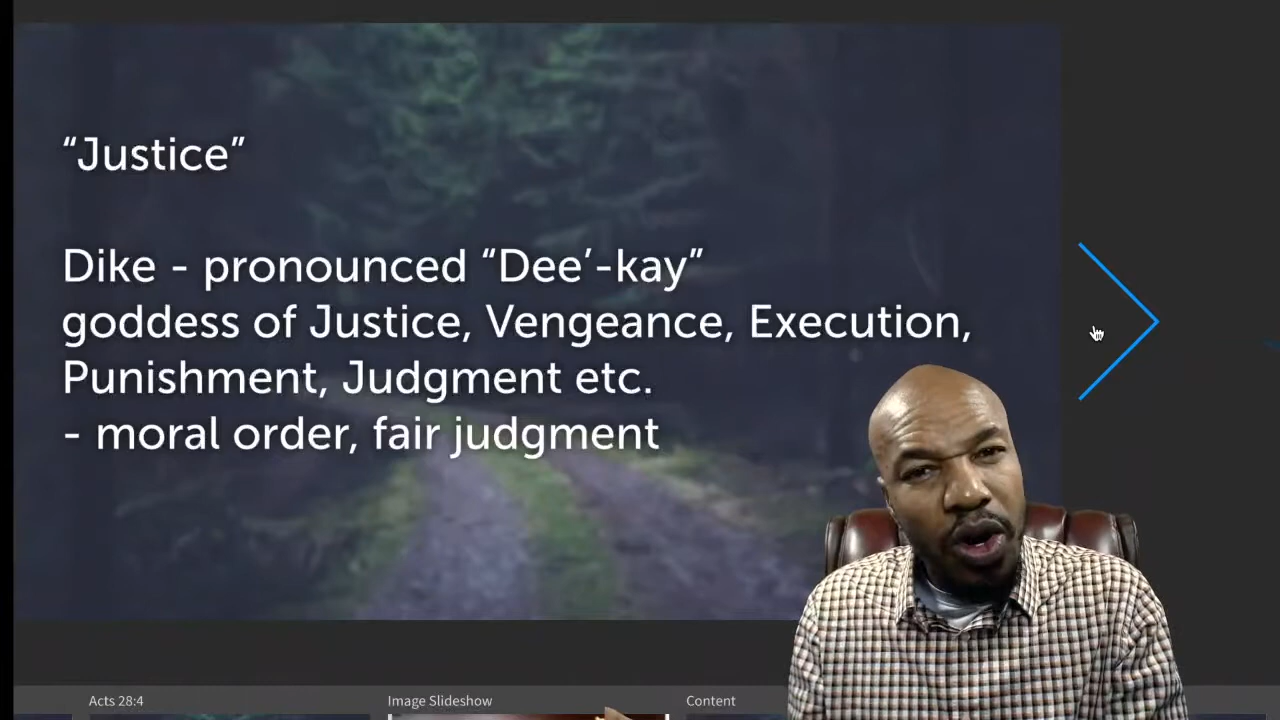 “Justice”
Dike - pronounced “Dee’-kay”
goddess of Justice, Vengeance, Execution,
Punishment, Judgment etc.
- moral order, fair judgment
Acts 28:4
Image Slideshow
Content